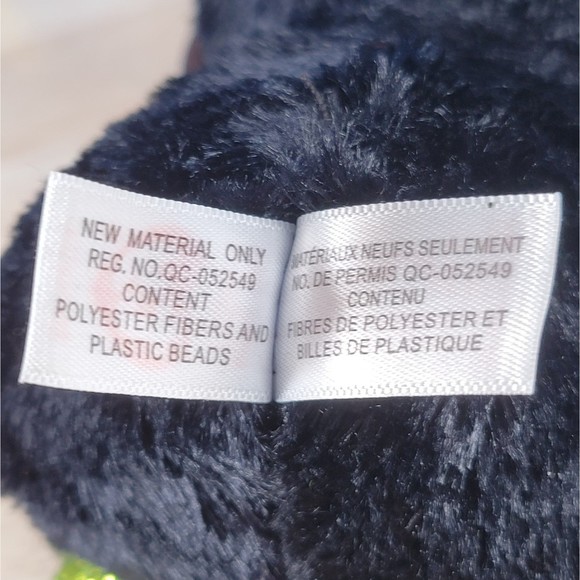 NEW MATERIAL ONLY
REG. NO.QC-052549
CONTENT
POLYESTER FIBERS AND
PLASTIC BEADS
MATÉRIAUX NEUFS SEULEMENT
NO. DE PERMIS QC-052549
CONTENU
FIBRES DE POLYESTER ET
BILLES DE PLASTIQUE